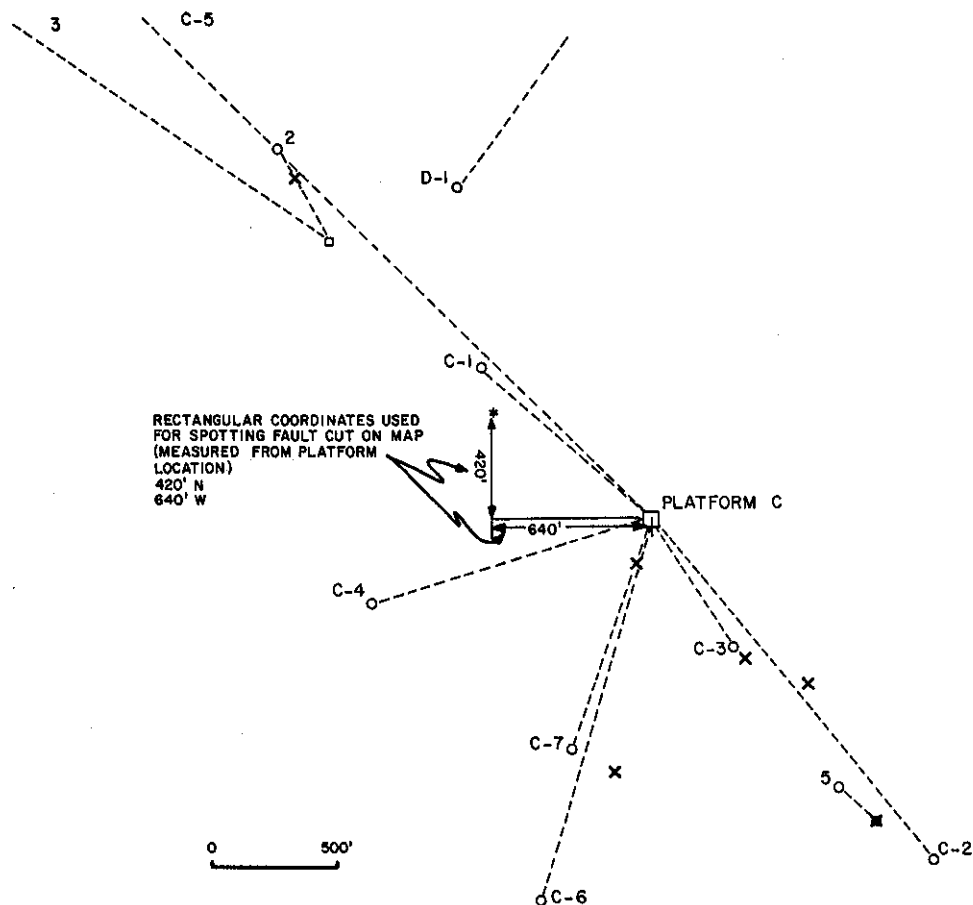 3
C-5
2
D-1
C-1
RECTANGULAR COORDINATES USED
FOR SPOTTING FAULT CUT ON MAP
(MEASURED FROM PLATFORM
LOCATION)
420' N
640' W
420'
PLATFORM C
640'
C-4
C-3
C-7
5
C-2
0 500'
C-6